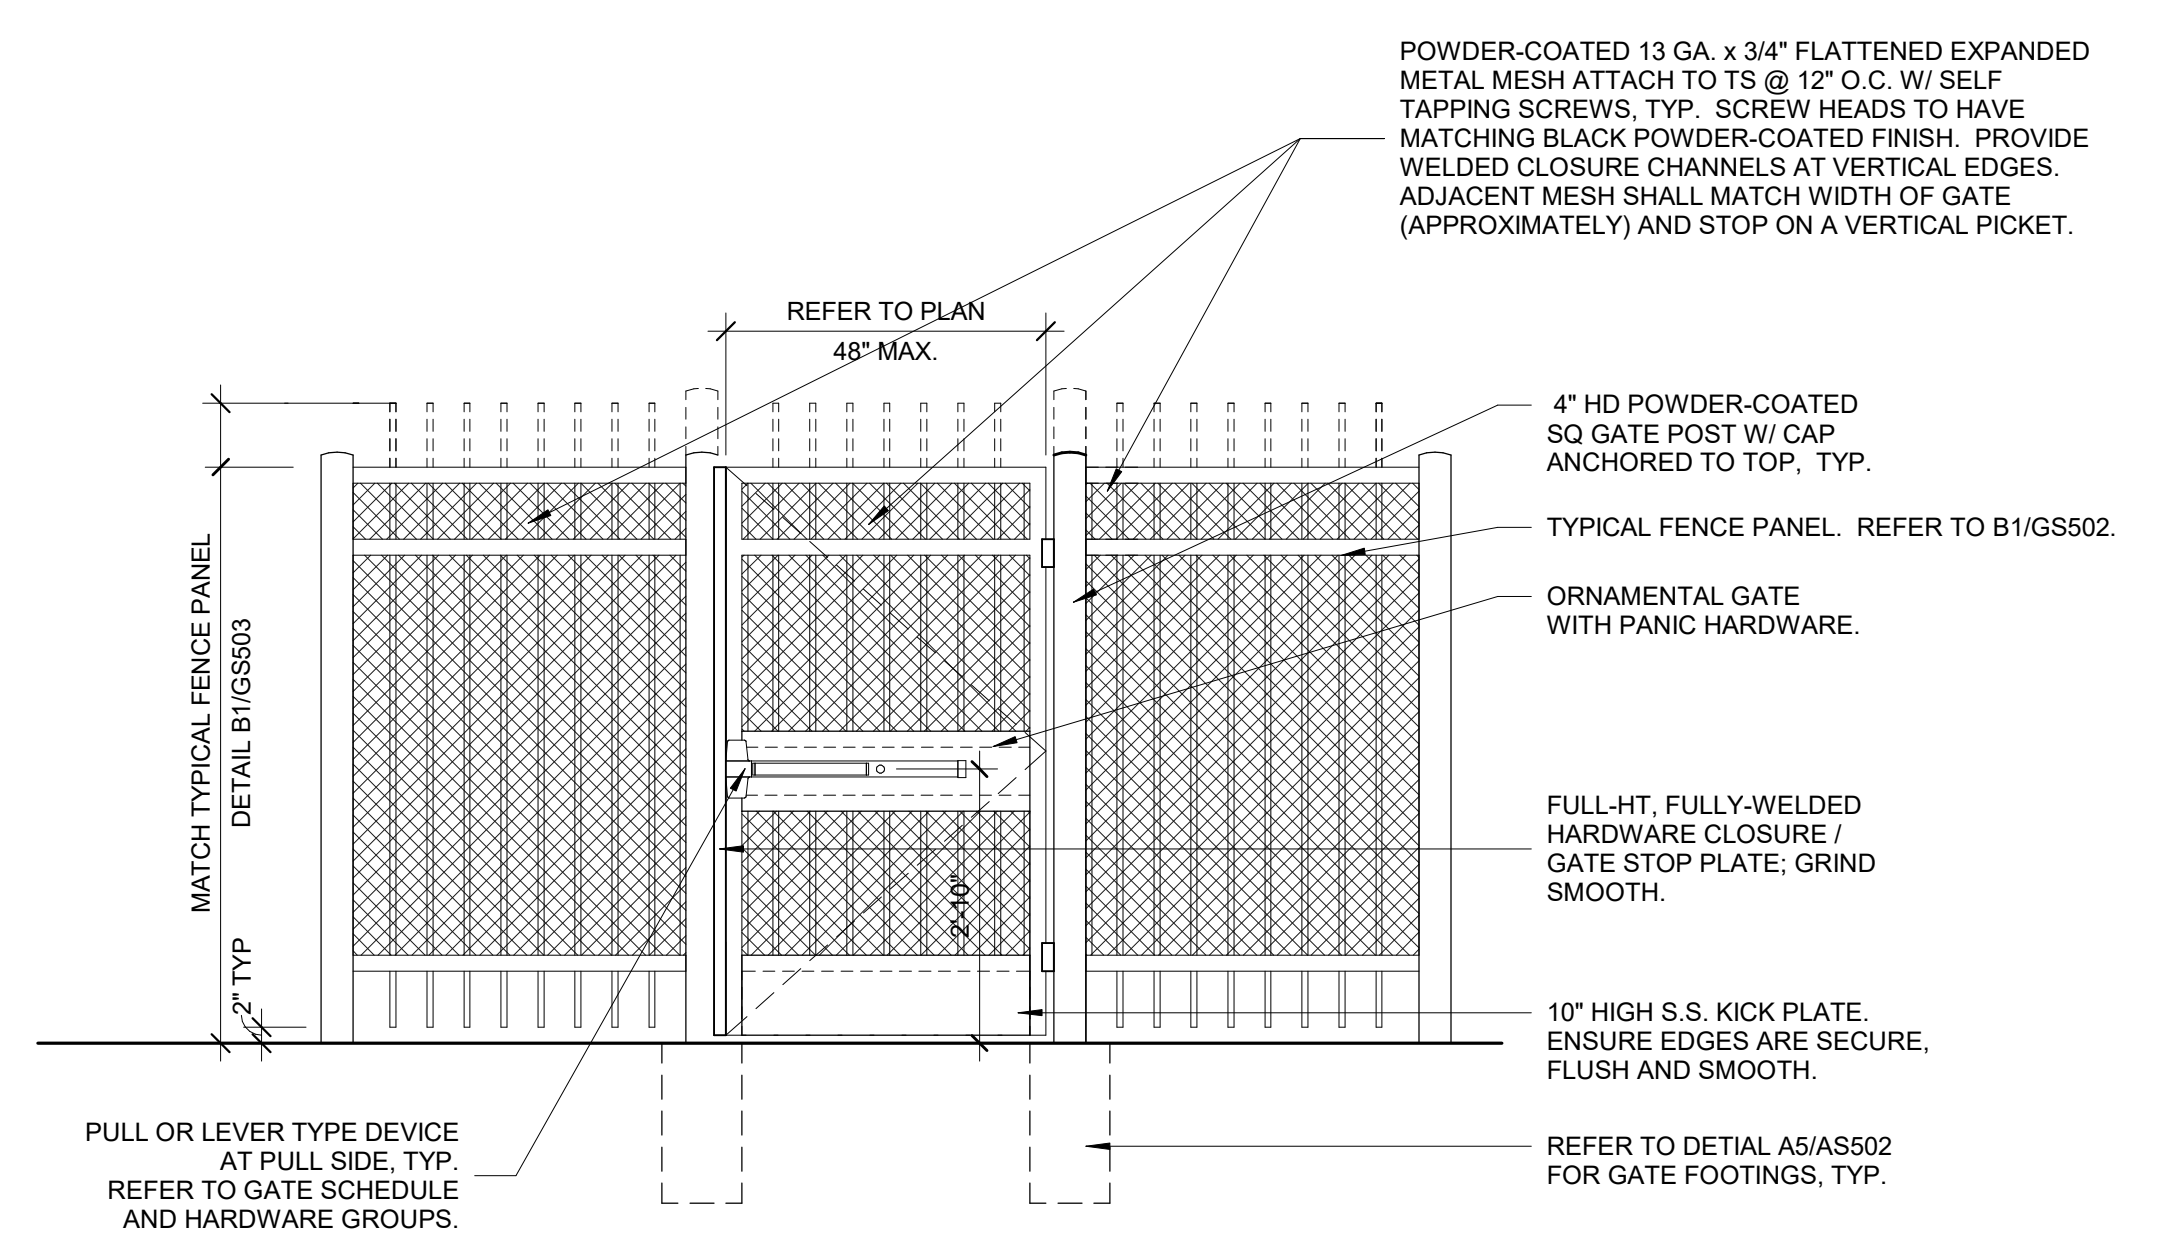 POWDER-COATED 13 GA. x 3/4" FLATTENED EXPANDED
METAL MESH ATTACH TO TS @ 12" O.C. W/ SELF
TAPPING SCREWS, TYP.  SCREW HEADS TO HAVE
MATCHING BLACK POWDER-COATED FINISH.  PROVIDE
WELDED CLOSURE CHANNELS AT VERTICAL EDGES.
ADJACENT MESH SHALL MATCH WIDTH OF GATE
(APPROXIMATELY) AND STOP ON A VERTICAL PICKET.
REFER TO PLAN
48" MAX.
4" HD POWDER-COATED
SQ GATE POST W/ CAP
ANCHORED TO TOP,  TYP.
TYPICAL FENCE PANEL.  REFER TO B1/GS502.
ORNAMENTAL GATE
WITH PANIC HARDWARE.
MATCH TYPICAL FENCE PANEL
DETAIL B1/GS503
2" TYP
2'-10"
FULL-HT, FULLY-WELDED
HARDWARE CLOSURE /
GATE STOP PLATE; GRIND
SMOOTH.
10" HIGH S.S. KICK PLATE.
ENSURE EDGES ARE SECURE,
FLUSH AND SMOOTH.
PULL OR LEVER TYPE DEVICE
AT PULL SIDE, TYP.
REFER TO GATE SCHEDULE
AND HARDWARE GROUPS.
REFER TO DETIAL A5/AS502
FOR GATE FOOTINGS, TYP.